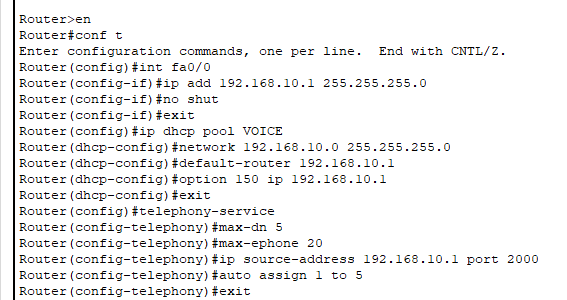 Router>en
Router#conf t
Enter configuration commands, one per line.  End with CNTL/Z.
Router(config)#int fa0/0
Router(config-if)#ip add 192.168.10.1 255.255.255.0
Router(config-if)#no shut
Router(config-if)#exit
Router(config)#ip dhcp pool VOICE
Router(dhcp-config)#network 192.168.10.0 255.255.255.0
Router(dhcp-config)#default-router 192.168.10.1
Router(dhcp-config)#option 150 ip 192.168.10.1
Router(dhcp-config)#exit
Router(config)#telephony-service
Router(config-telephony)#max-dn 5
Router(config-telephony)#max-ephone 20
Router(config-telephony)#ip source-address 192.168.10.1 port 2000
Router(config-telephony)#auto assign 1 to 5
Router(config-telephony)#exit